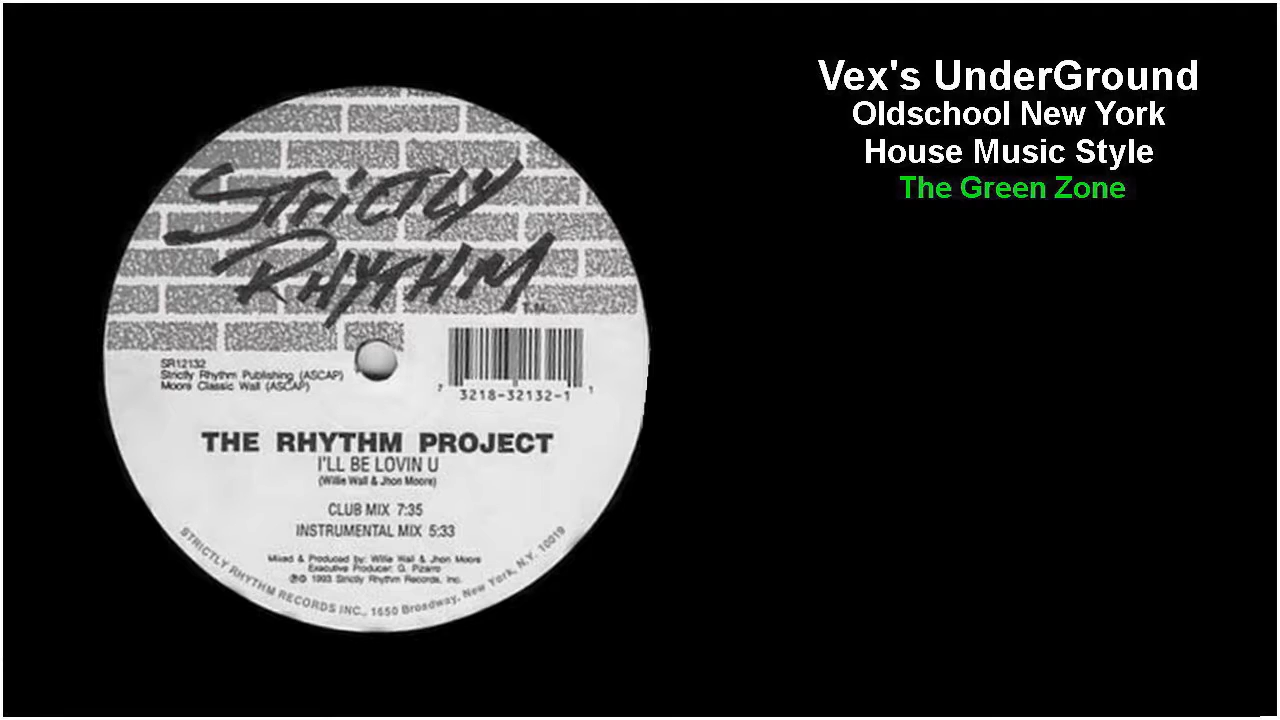 Vex's UnderGround
Oldschool New York
House Music Style
The Green Zone
STRICTLY
RHYTHM
T.M.
SR12132
Strictly Rhythm Publishing (ASCAP)
Moore Classic Wall (ASCAP)
7 3218-32132-1 1
THE RHYTHM PROJECT
I'LL BE LOVIN U
(Willie Wall & Jhon Moore)
CLUB MIX 7:35
INSTRUMENTAL MIX 5:33
Mixed & Produced by: Willie Wall & Jhon Moore
Executive Producer: G. Pizarro
℗© 1993 Strictly Rhythm Records, Inc.
STRICTLY RHYTHM RECORDS INC., 1650 Broadway, New York, N.Y. 10019